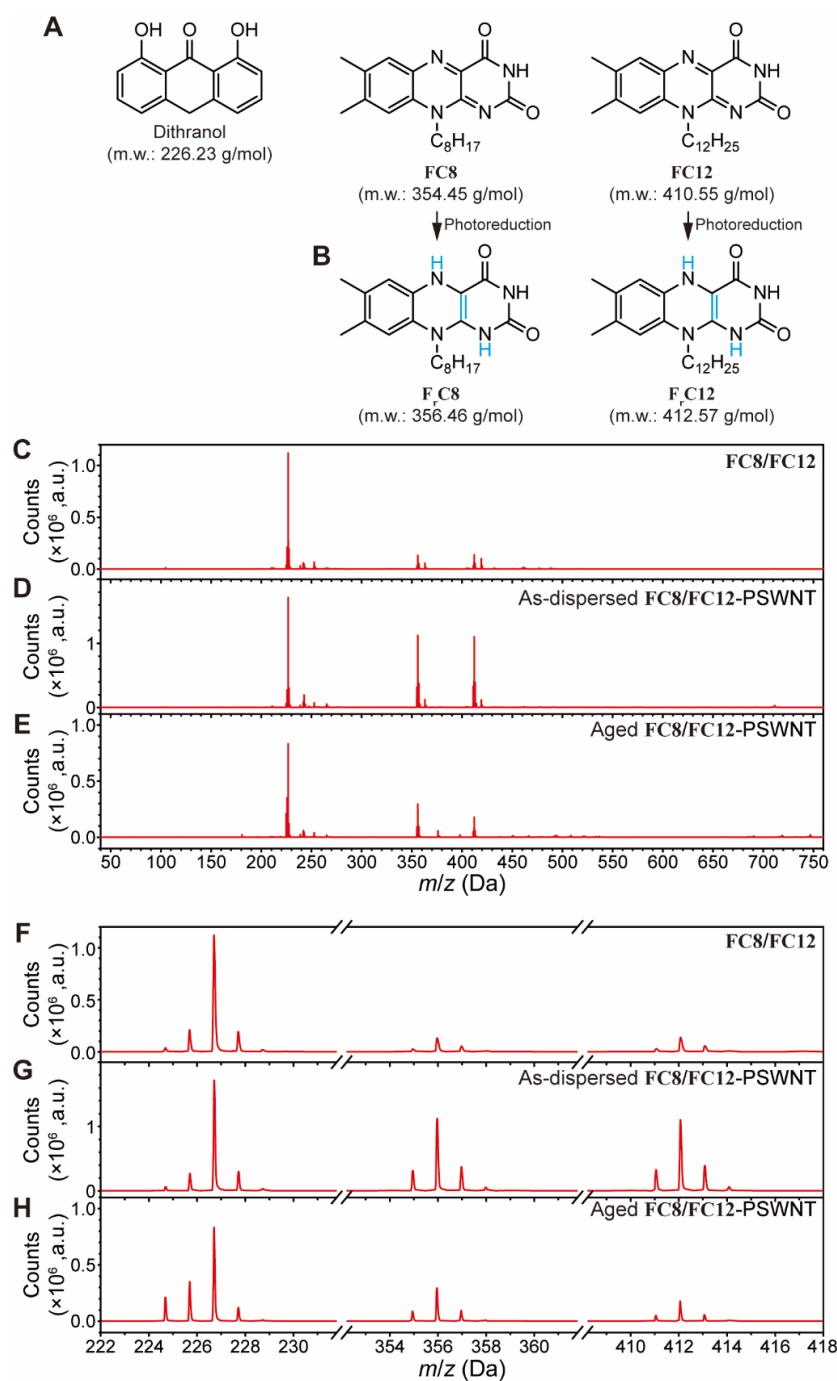 A
OH O OH
Dithranol
(m.w.: 226.23 g/mol)
N O NH N N O
C8H17
FC8
(m.w.: 354.45 g/mol)
N O NH N N O
C12H25
FC12
(m.w.: 410.55 g/mol)
Photoreduction
Photoreduction
B
H N O NH N N H O
C8H17
FrC8
(m.w.: 356.46 g/mol)
H N O NH N N H O
C12H25
FrC12
(m.w.: 412.57 g/mol)
C
FC8/FC12
Counts
(×10⁶ ,a.u.)
1.0
0.5
0.0
D
As-dispersed FC8/FC12-PSWNT
Counts
(×10⁶ ,a.u.)
1
0
E
Aged FC8/FC12-PSWNT
Counts
(×10⁶ ,a.u.)
1.0
0.5
0.0
50 100 150 200 250 300 350 400 450 500 550 600 650 700 750
m/z (Da)
F
FC8/FC12
Counts
(×10⁶ ,a.u.)
1.0
0.5
0.0
G
As-dispersed FC8/FC12-PSWNT
Counts
(×10⁶ ,a.u.)
1
0
H
Aged FC8/FC12-PSWNT
Counts
(×10⁶ ,a.u.)
1.0
0.5
0.0
222 224 226 228 230 354 356 358 360 410 412 414 416 418
m/z (Da)